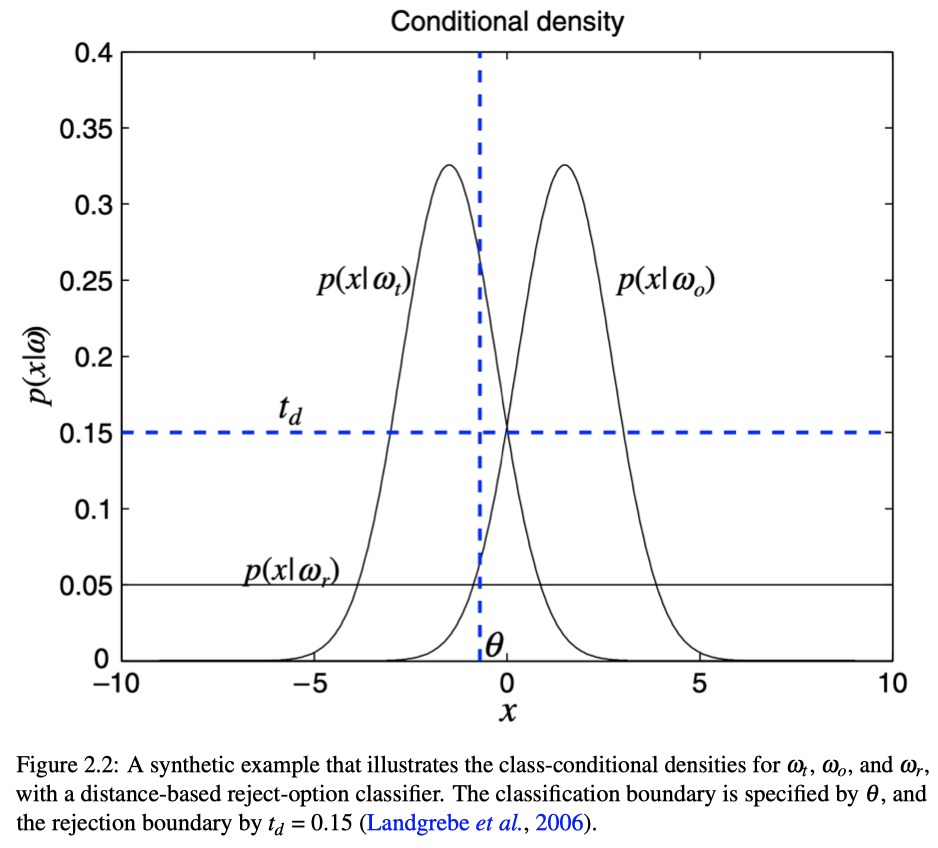 Conditional density
0.4
0.35
0.3
0.25
0.2
0.15
0.1
0.05
0
p(x|ω)
p(x|ωₜ)
p(x|ωₒ)
t_d
p(x|ωᵣ)
θ
−10
−5
0
5
10
x
Figure 2.2: A synthetic example that illustrates the class-conditional densities for ωₜ, ωₒ, and ωᵣ,
with a distance-based reject-option classifier. The classification boundary is specified by θ, and
the rejection boundary by t_d = 0.15 (Landgrebe et al., 2006).